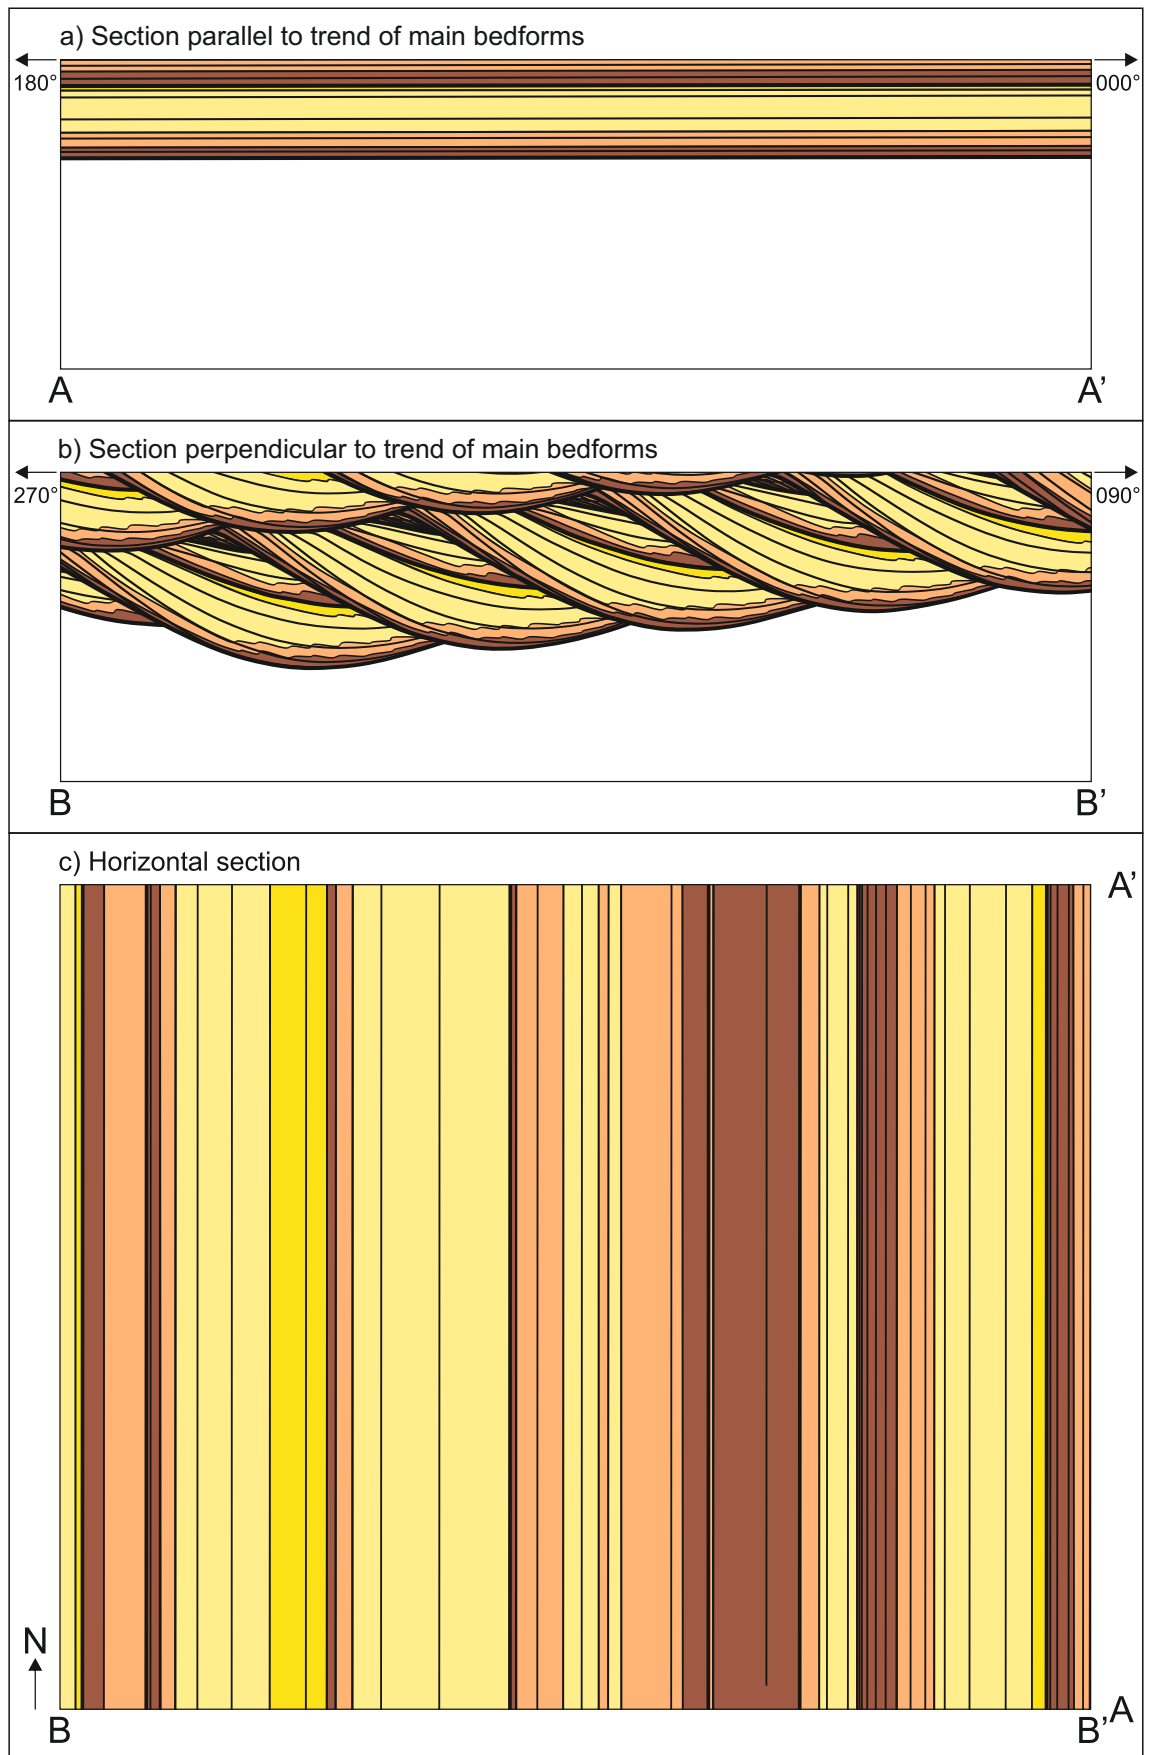 a) Section parallel to trend of main bedforms
180° 000°
A A’
b) Section perpendicular to trend of main bedforms
270° 090°
B B’
c) Horizontal section
A’
N
A
B B’